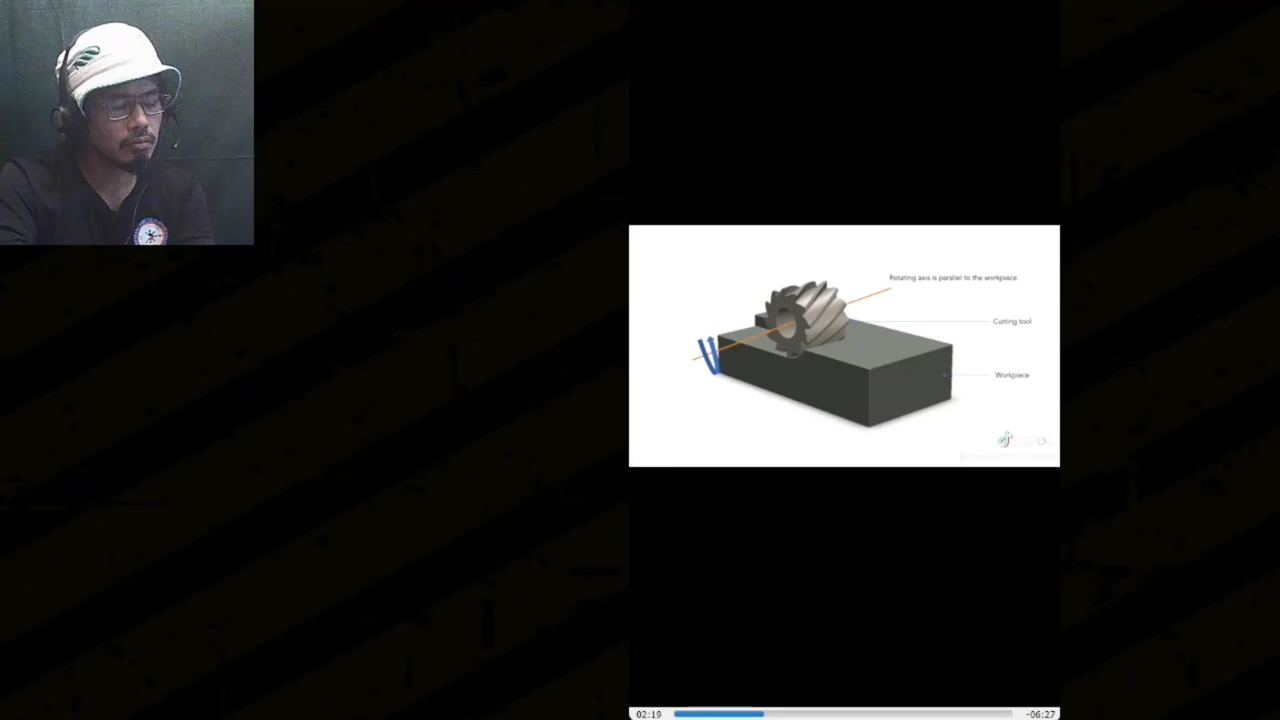 Rotating axis is parallel to the workpiece
Cutting tool
Workpiece
02:19
-06:27